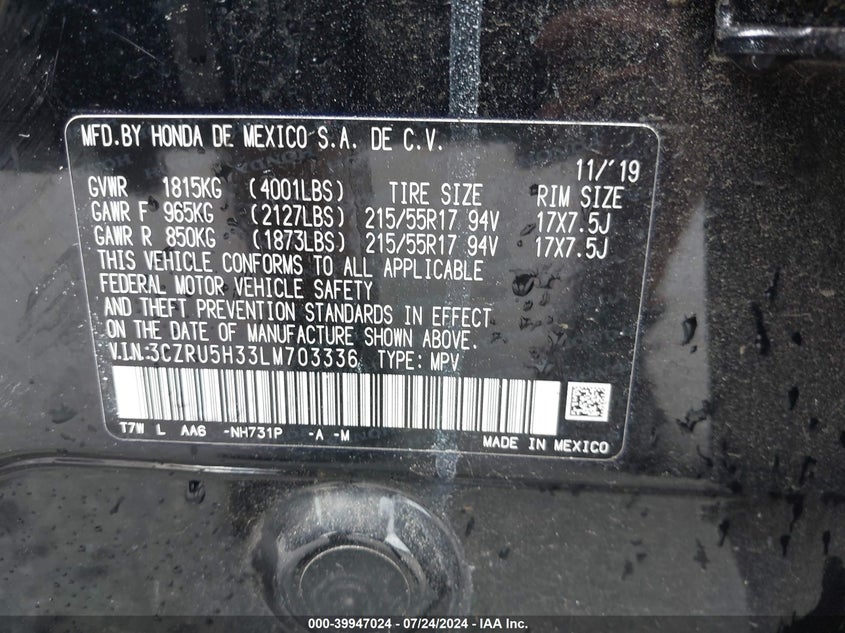 MFD.BY HONDA DE MEXICO S.A. DE C.V.
11/'19
GVWR 1815KG (4001LBS) TIRE SIZE RIM SIZE
GAWR F 965KG (2127LBS) 215/55R17 94V 17X7.5J
GAWR R 850KG (1873LBS) 215/55R17 94V 17X7.5J
THIS VEHICLE CONFORMS TO ALL APPLICABLE
FEDERAL MOTOR VEHICLE SAFETY
AND THEFT PREVENTION STANDARDS IN EFFECT
ON THE DATE OF MANUFACTURE SHOWN ABOVE.
V.I.N:3CZRU5H33LM703336 TYPE: MPV
T7W L AA6 -NH731P -A -M
MADE IN MEXICO
000-39947024 - 07/24/2024 - IAA Inc.